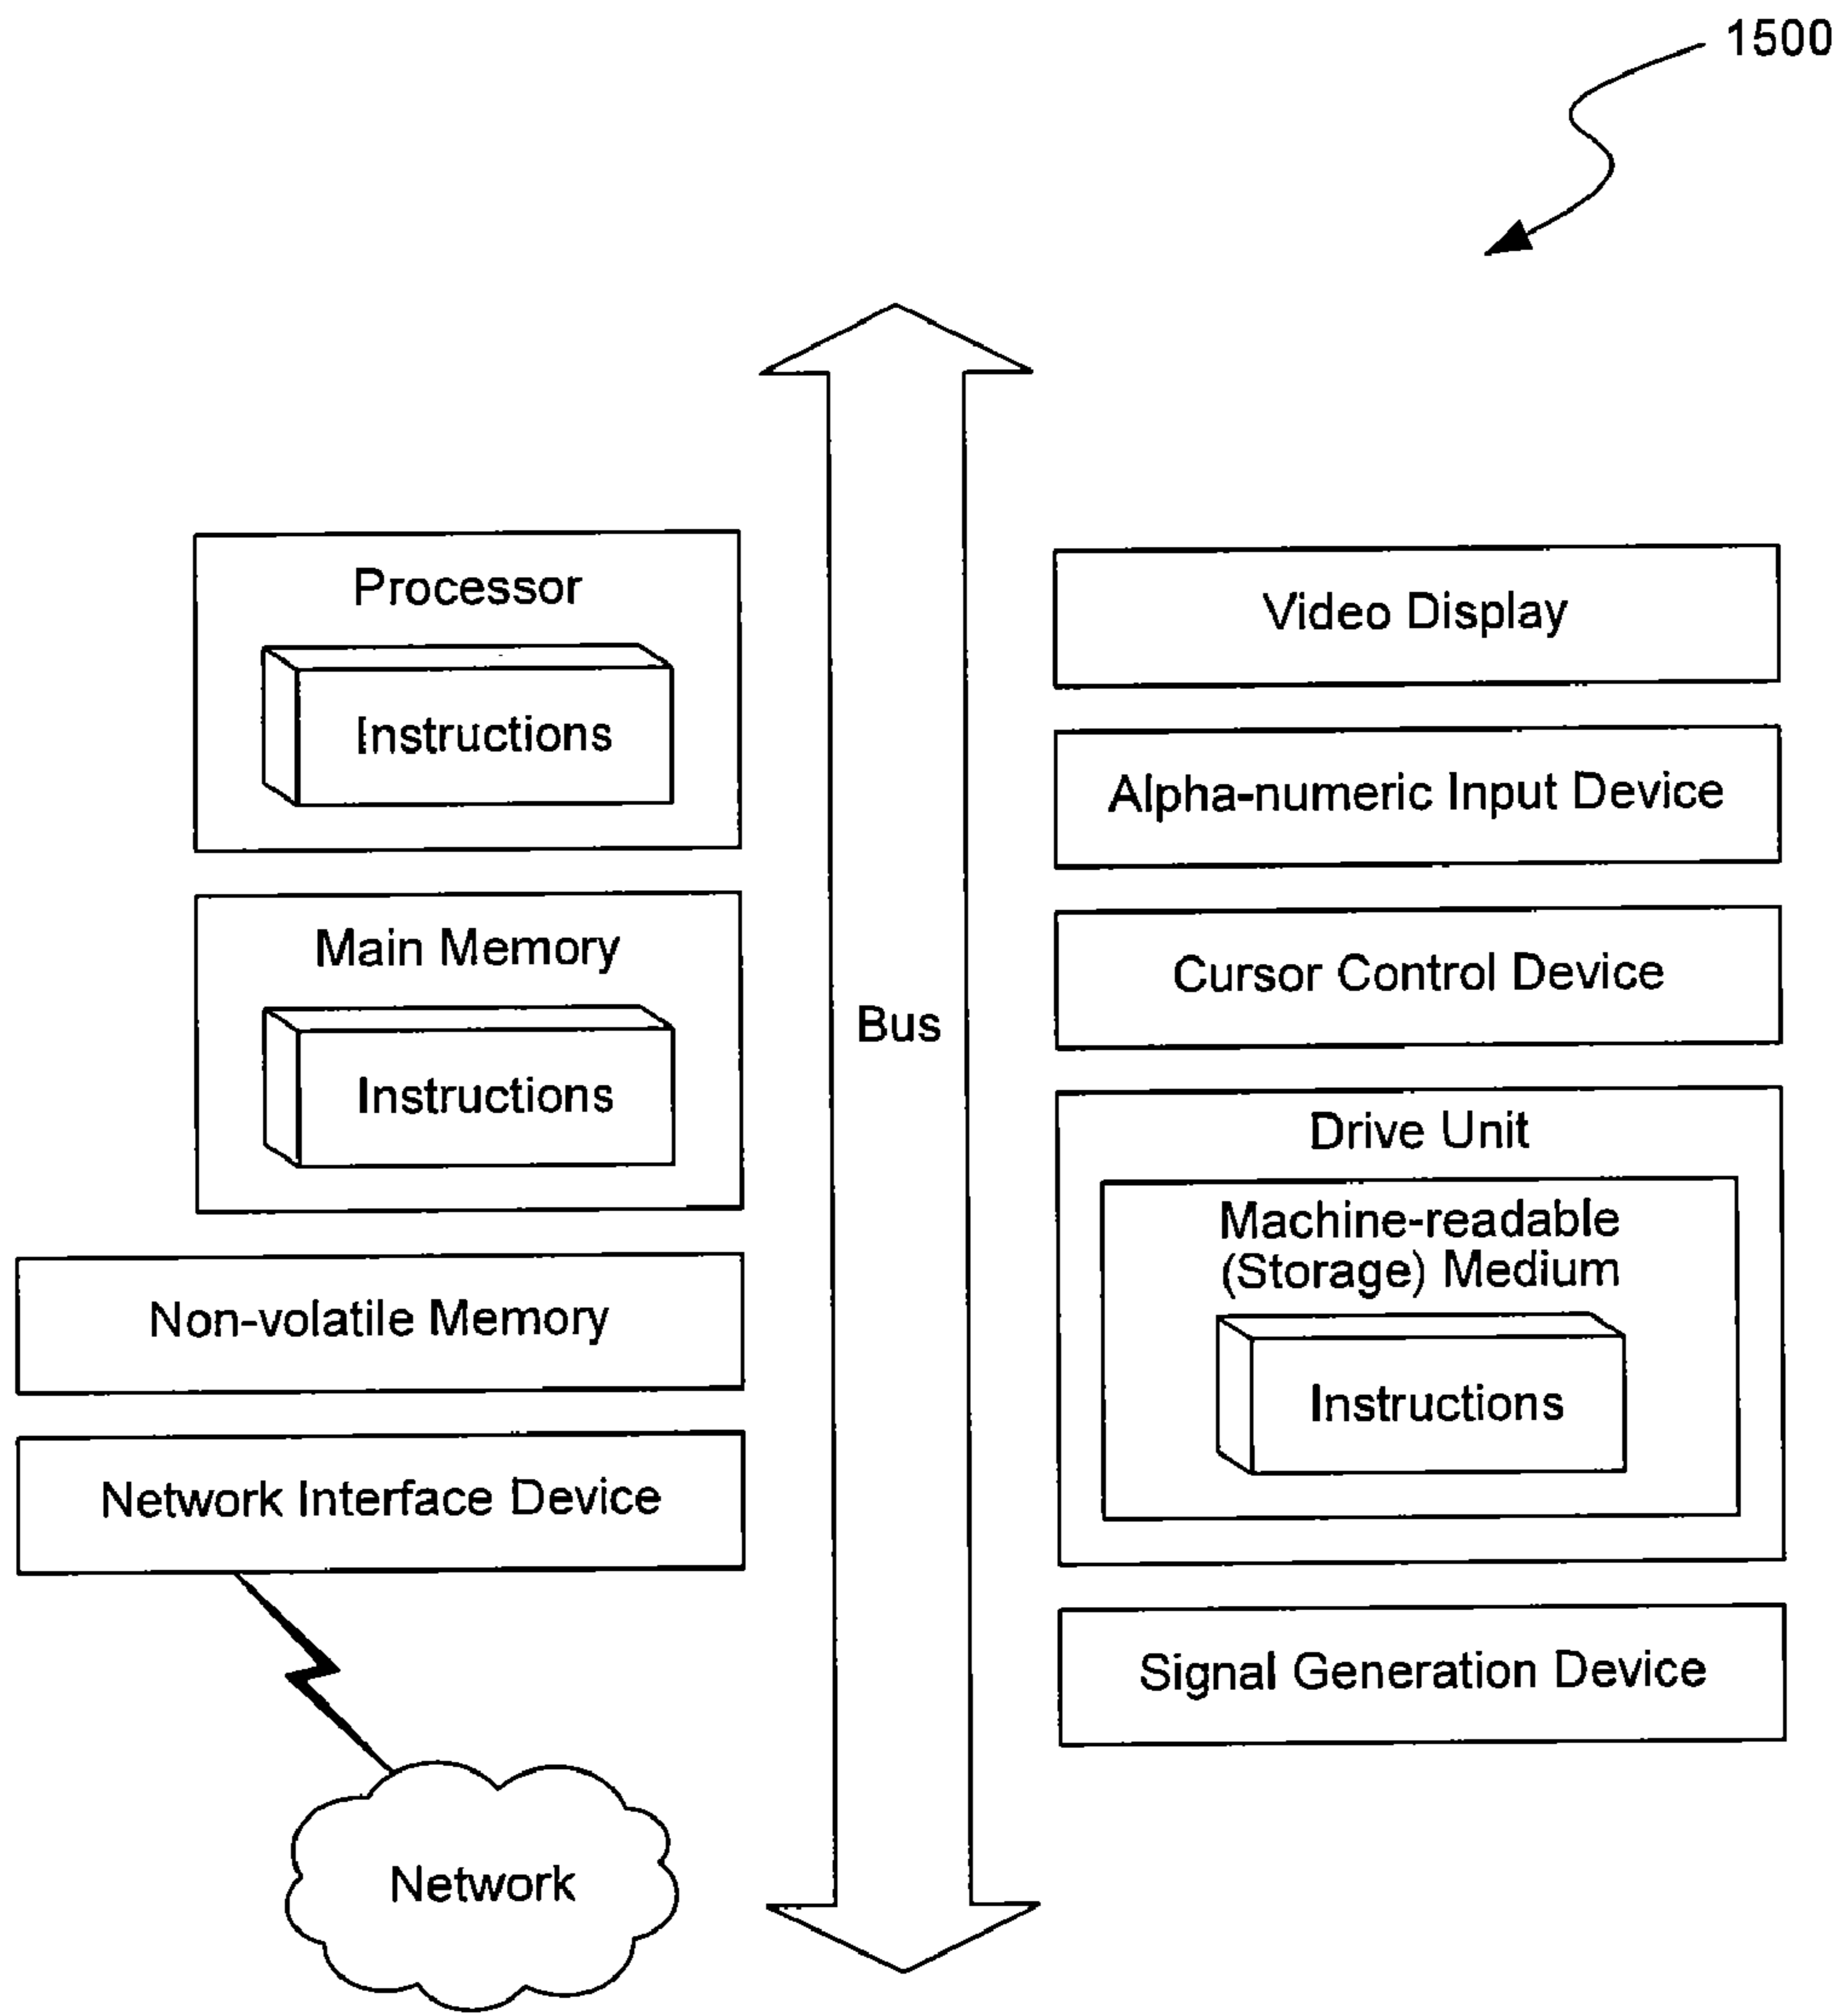 1500
Processor
Instructions
Main Memory
Instructions
Non-volatile Memory
Network Interface Device
Network
Bus
Video Display
Alpha-numeric Input Device
Cursor Control Device
Drive Unit
Machine-readable
(Storage) Medium
Instructions
Signal Generation Device